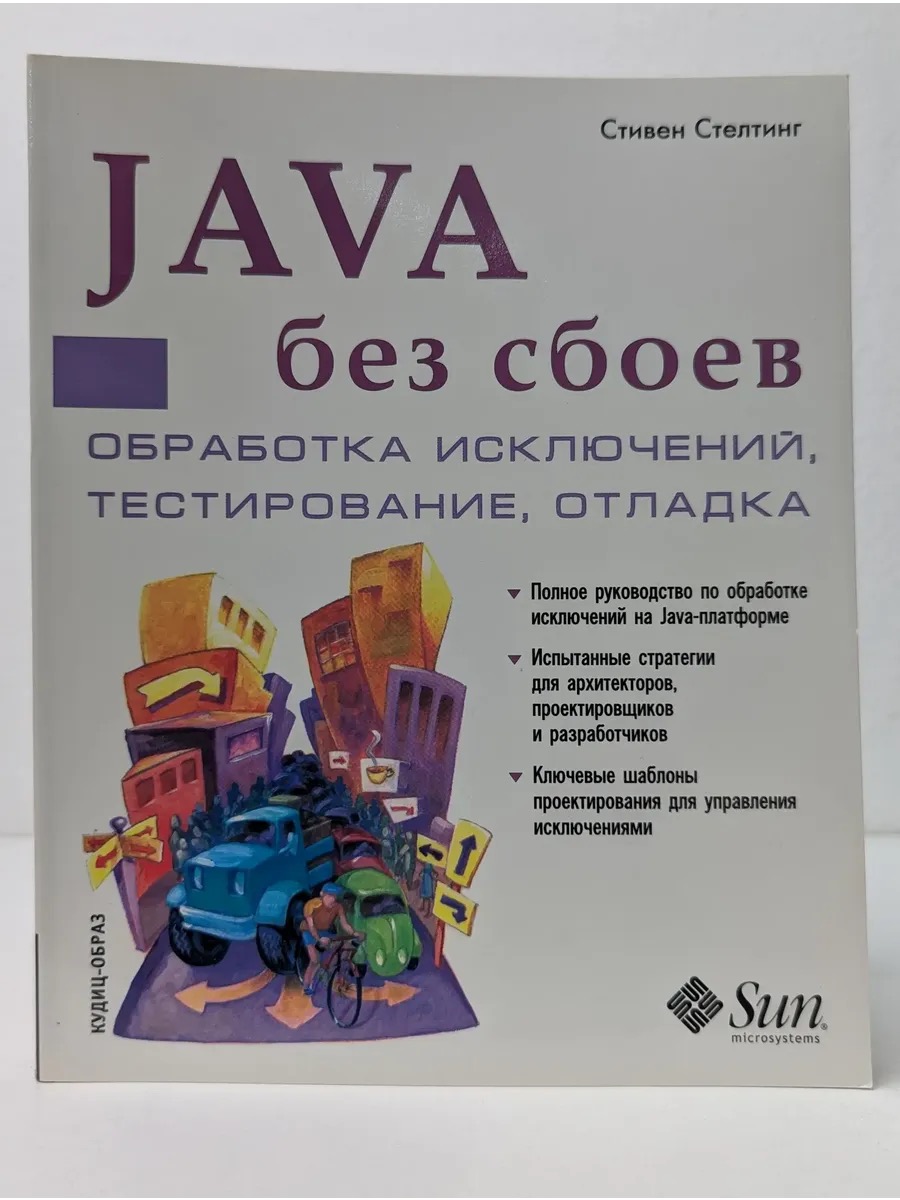 Стивен Стелтинг
JAVA
без сбоев
ОБРАБОТКА ИСКЛЮЧЕНИЙ,
ТЕСТИРОВАНИЕ, ОТЛАДКА
Полное руководство по обработке
исключений на Java-платформе
Испытанные стратегии
для архитекторов,
проектировщиков
и разработчиков
Ключевые шаблоны
проектирования для управления
исключениями
КУДИЦ-ОБРАЗ
Sun®
microsystems